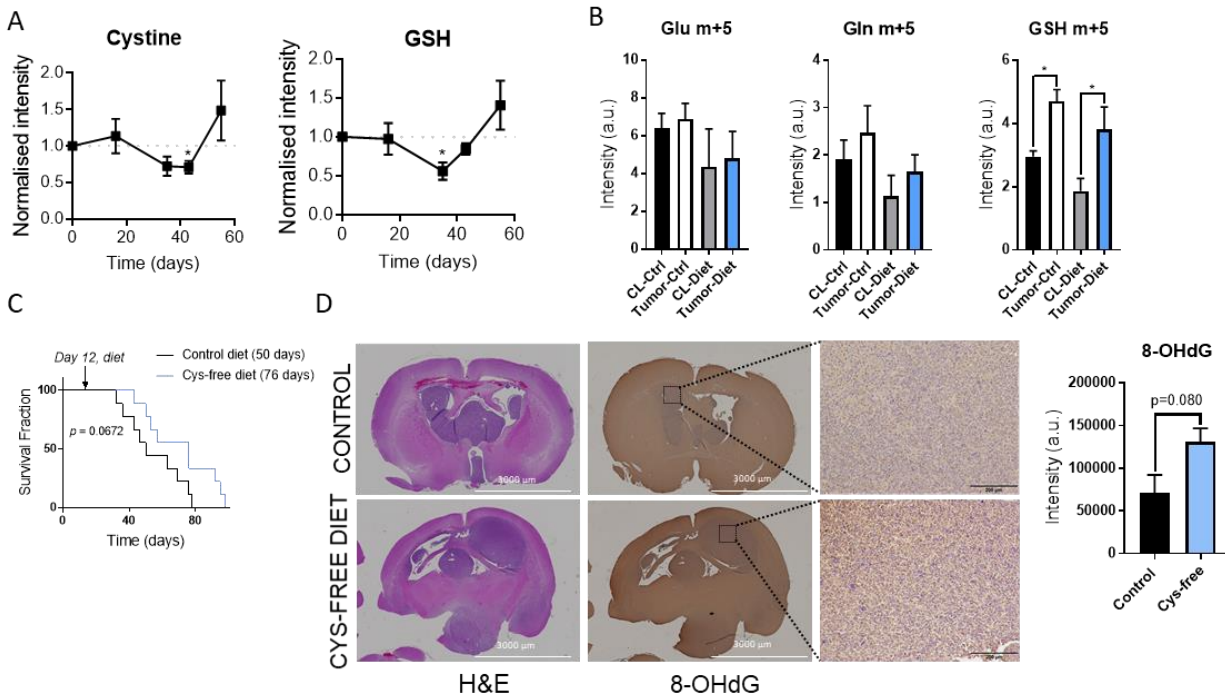 A
Cystine
Normalised intensity
2.0
1.5
1.0
0.5
0.0
*
0
20
40
60
Time (days)
GSH
Normalised intensity
2.0
1.5
1.0
0.5
0.0
*
0
20
40
60
Time (days)
B
Glu m+5
Intensity (a.u.)
10
8
6
4
2
0
CL-Ctrl
Tumor-Ctrl
CL-Diet
Tumor-Diet
Gln m+5
Intensity (a.u.)
4
3
2
1
0
CL-Ctrl
Tumor-Ctrl
CL-Diet
Tumor-Diet
GSH m+5
Intensity (a.u.)
6
4
2
0
*
*
CL-Ctrl
Tumor-Ctrl
CL-Diet
Tumor-Diet
C
Day 12, diet
Control diet (50 days)
Cys-free diet (76 days)
Survival Fraction
100
50
0
p = 0.0672
0
40
80
Time (days)
D
CONTROL
3000 µm
3000 µm
CYS-FREE DIET
3000 µm
3000 µm
H&E
8-OHdG
8-OHdG
Intensity (a.u.)
200000
150000
100000
50000
0
p=0.080
Control
Cys-free